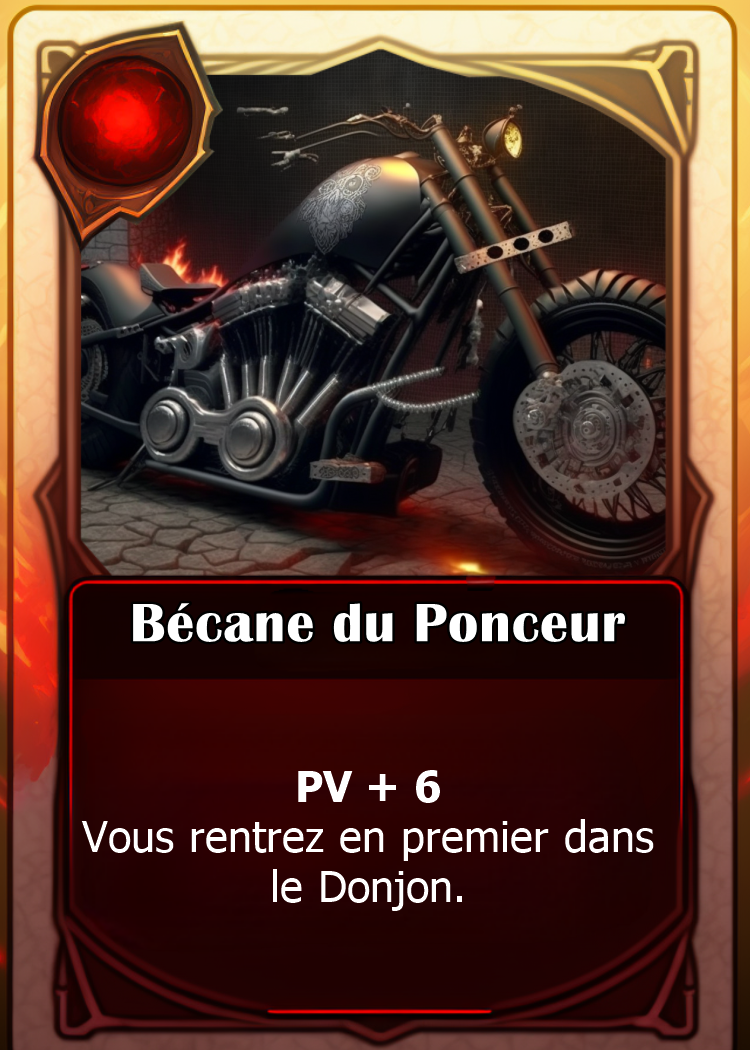 Bécane du Ponceur
PV + 6
Vous rentrez en premier dans
le Donjon.